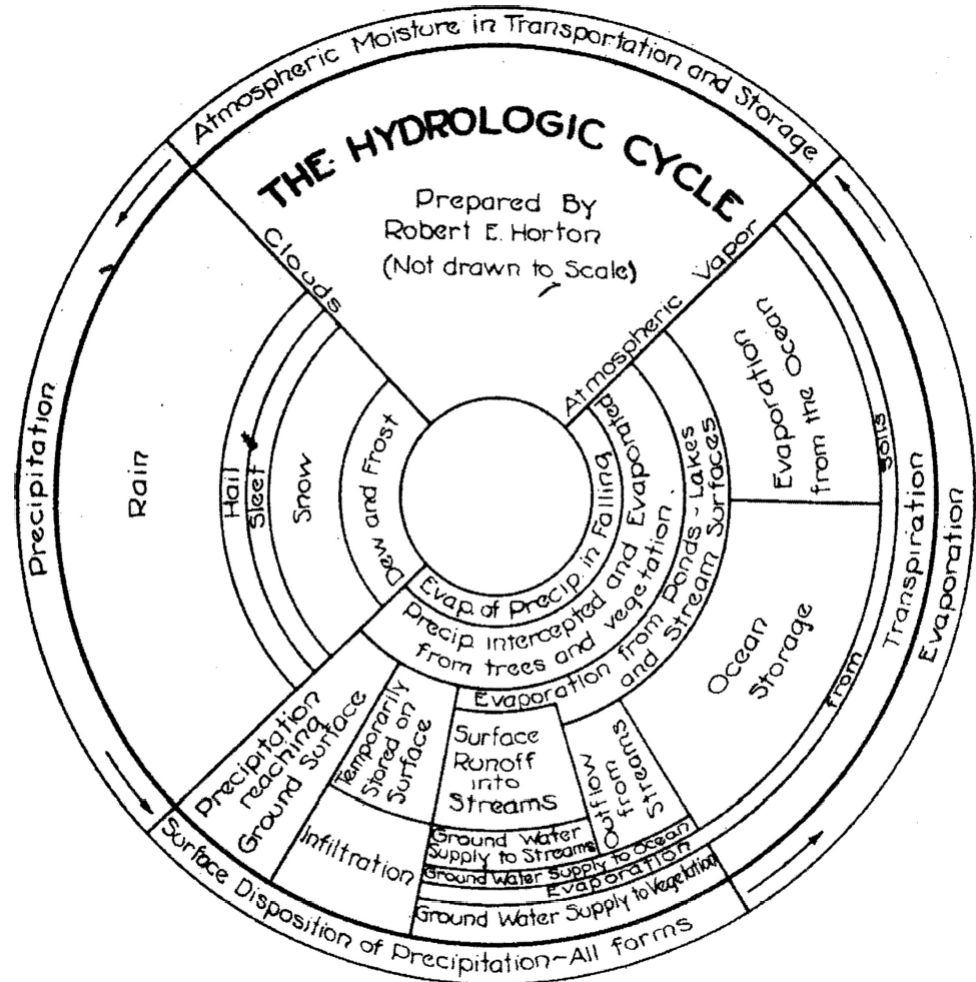 Atmospheric Moisture in Transportation and Storage
THE HYDROLOGIC CYCLE
Prepared By
Robert E. Horton
(Not drawn to Scale)
Clouds
Atmospheric Vapor
Precipitation
Rain
Hail
Sleet
Snow
Dew and Frost
Evap. of Precip. in Falling
Precip intercepted and Evaporated
from trees and vegetation.
Evaporation from Ponds - Lakes
and Stream Surfaces
Evaporation
from the Ocean
Ocean
Storage
Evaporation from soils
Transpiration
Evaporation
Precipitation
reaching
Ground Surface
Temporarily
Stored on
Surface
Infiltration
Surface
Runoff
into
Streams
Outflow
from
Streams
Ground Water
Supply to Streams
Ground Water Supply to Ocean
Ground Water Supply to Vegetation
Surface Disposition of Precipitation-All forms